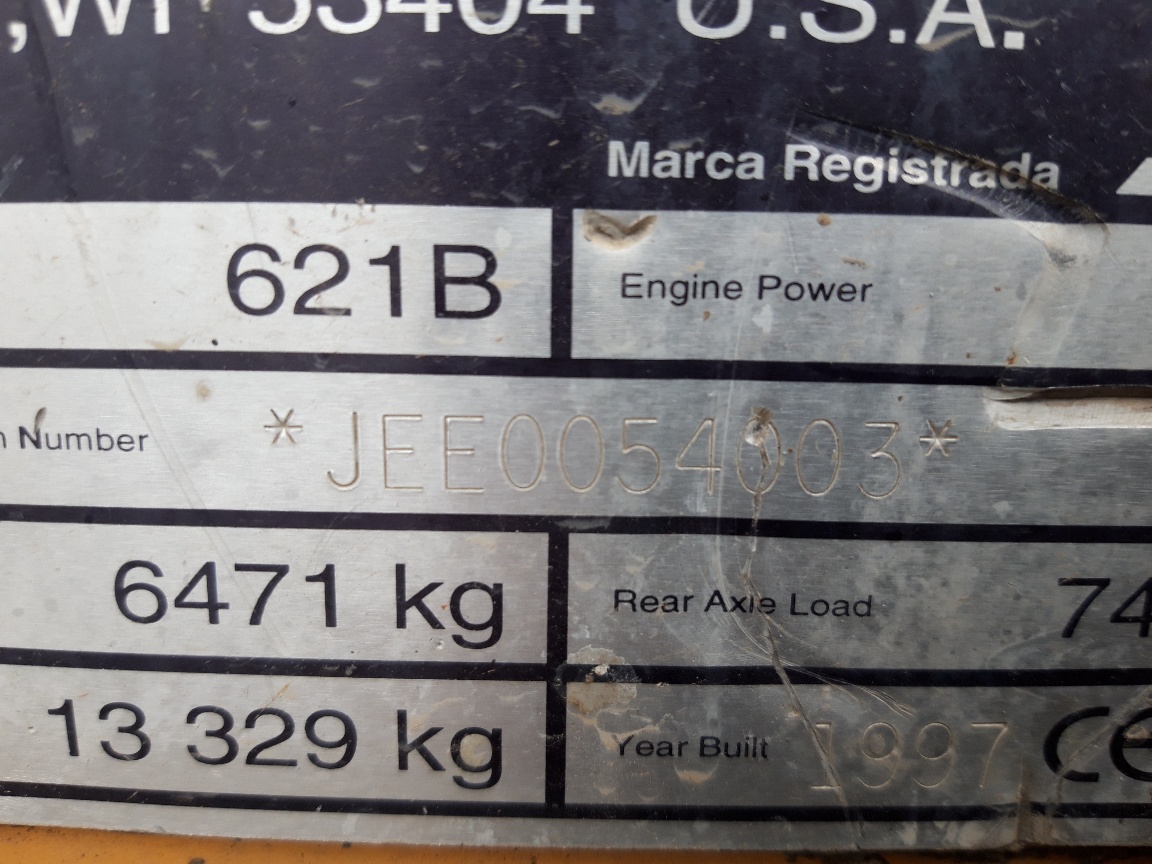 ,WI 53404 U.S.A.
Marca Registrada
621B Engine Power
Number *JEE0054003*
6471 kg Rear Axle Load 74
13 329 kg Year Built 1997 CE